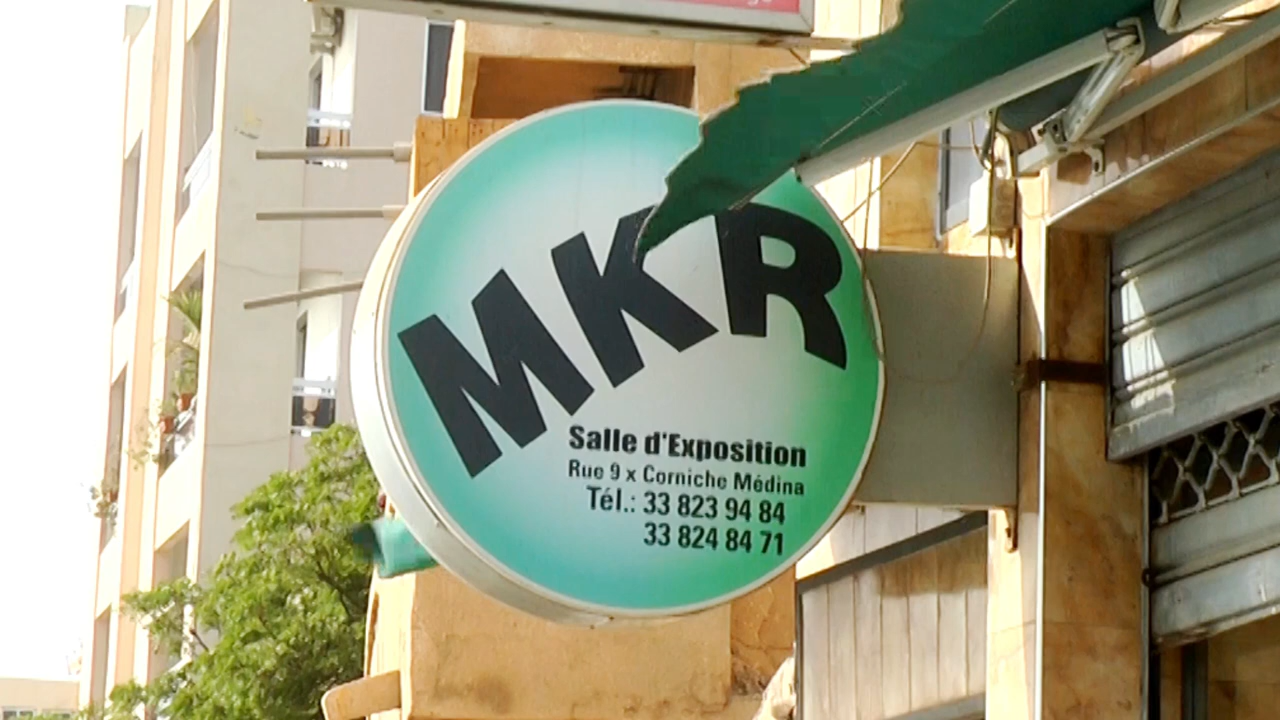 MKR
Salle d'Exposition
Rue 9 x Corniche Médina
Tél.: 33 823 94 84
33 824 84 71